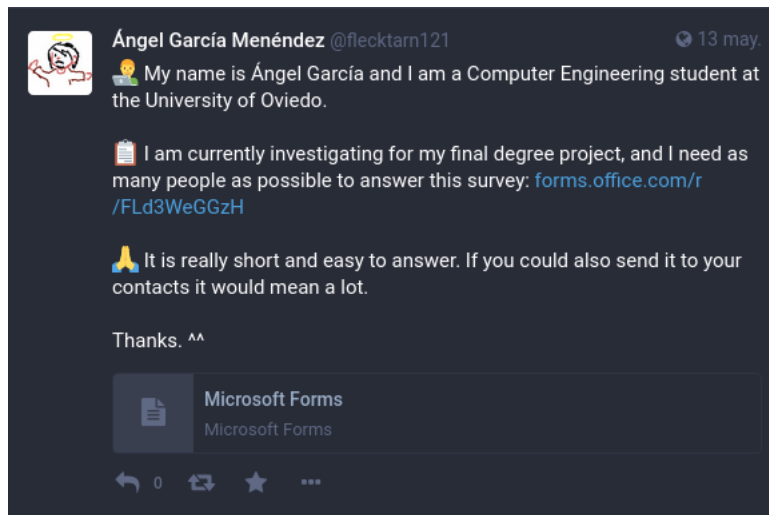 Ángel García Menéndez @flecktarn121 13 may.
👨‍💻 My name is Ángel García and I am a Computer Engineering student at
the University of Oviedo.
📋 I am currently investigating for my final degree project, and I need as
many people as possible to answer this survey: forms.office.com/r
/FLd3WeGGzH
🙏 It is really short and easy to answer. If you could also send it to your
contacts it would mean a lot.
Thanks. ^^
Microsoft Forms
Microsoft Forms
0